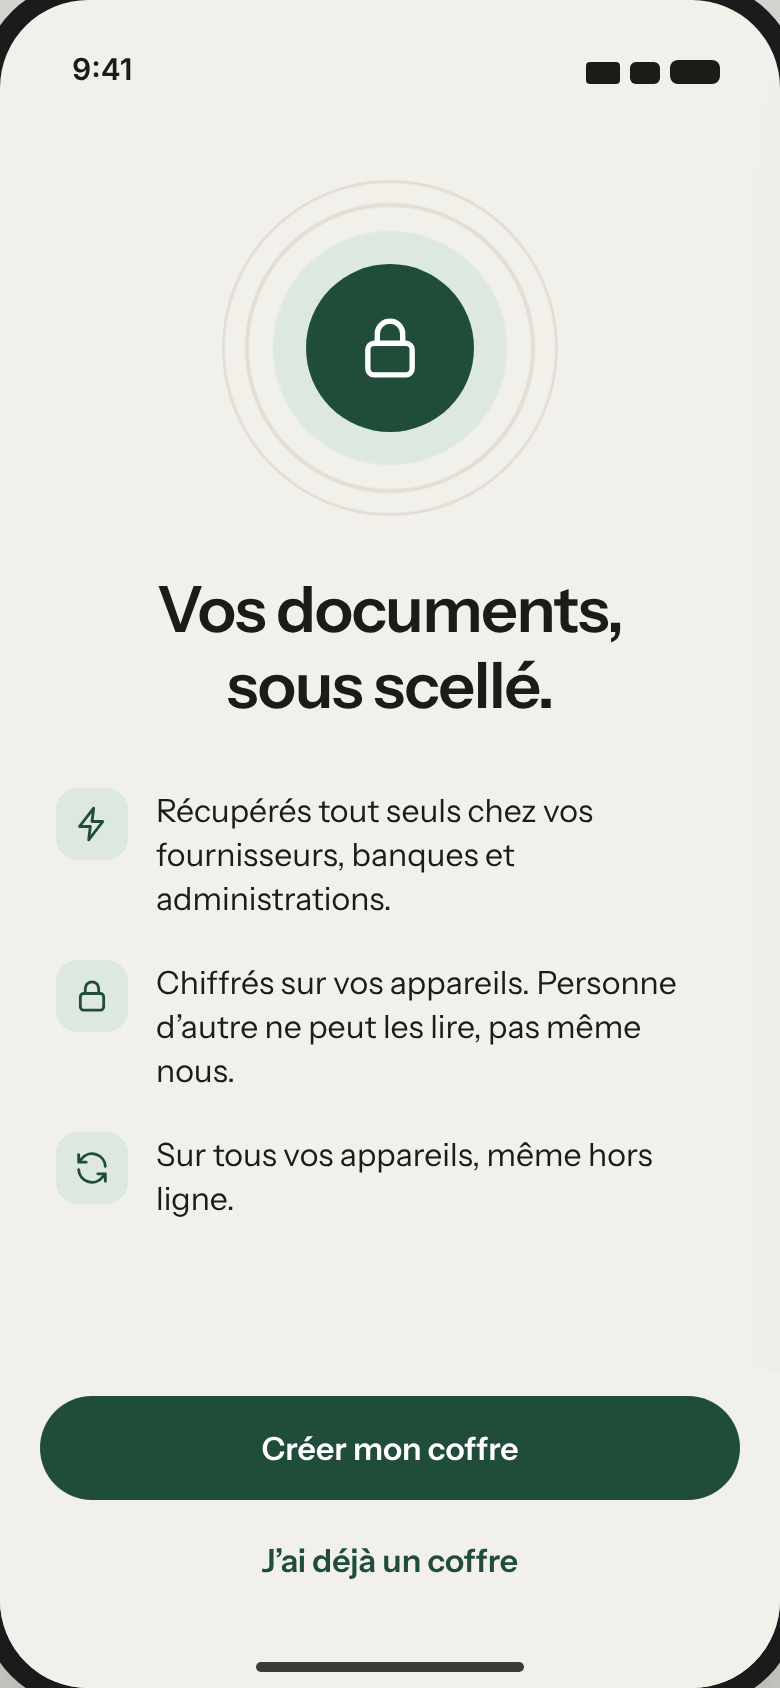 9:41
Vos documents,
sous scellé.
Récupérés tout seuls chez vos
fournisseurs, banques et
administrations.
Chiffrés sur vos appareils. Personne
d’autre ne peut les lire, pas même
nous.
Sur tous vos appareils, même hors
ligne.
Créer mon coffre
J’ai déjà un coffre